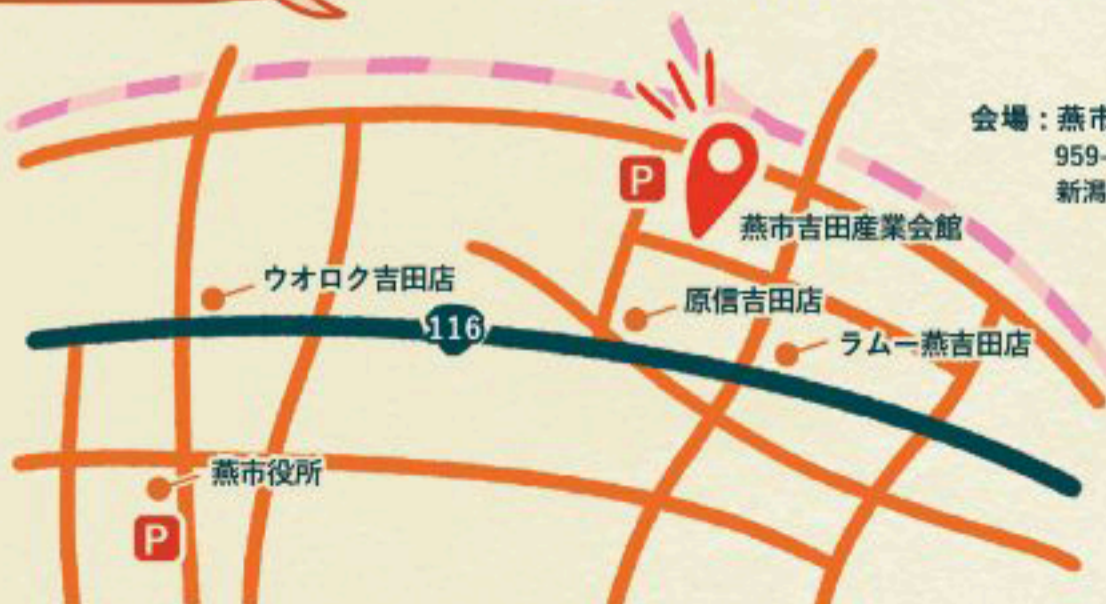 会場：燕市
959-
新潟
P
燕市吉田産業会館
ウオロク吉田店
原信吉田店
116
ラムー燕吉田店
燕市役所
P